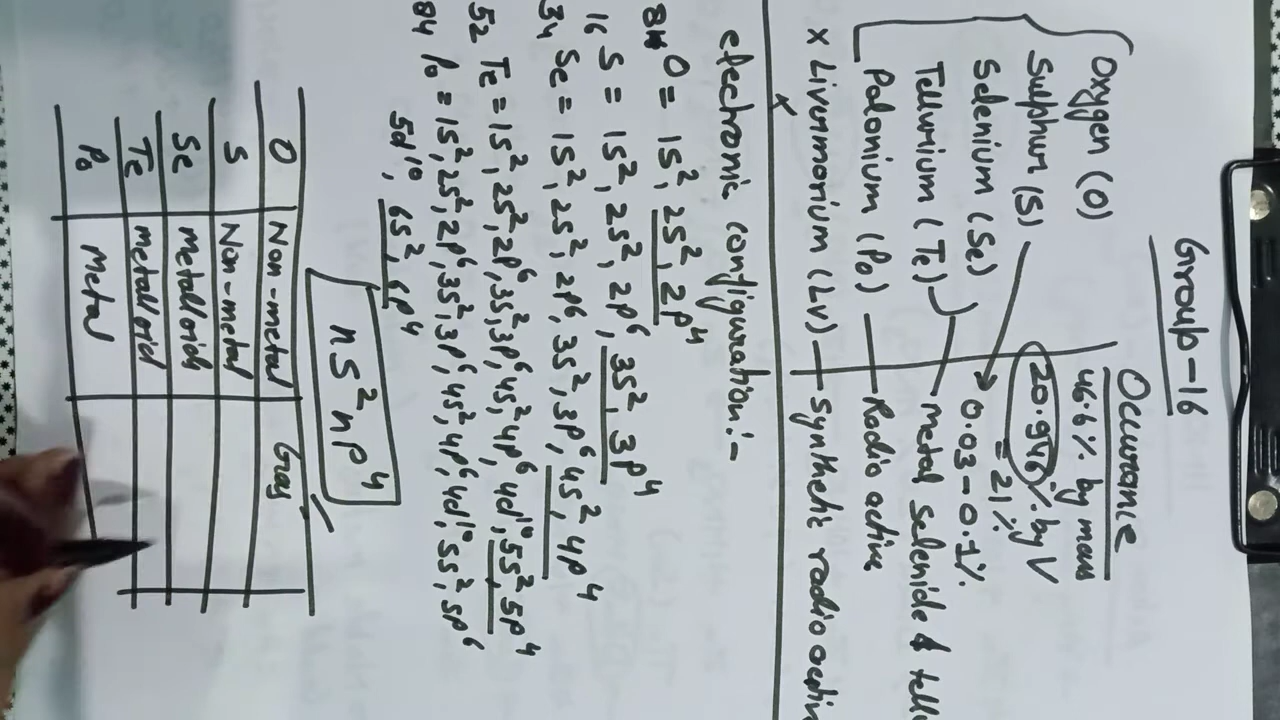 Group-16
Occurance
Oxygen (O) 46.6% by mass
20.946% by V
= 21%
Sulphur (S) 0.03-0.1%
Selenium (Se)
Tellurium (Te) metal selenide & tellu
Polonium (Po) Radio active
x Livermorium (Lv) synthetic radioactive
x
electronic configuration:-
8 O = 1S², 2S², 2P⁴
16 S = 1S², 2S², 2P⁶, 3S², 3P⁴
34 Se = 1S², 2S², 2P⁶, 3S², 3P⁶, 4S², 4P⁴
52 Te = 1S², 2S², 2P⁶, 3S², 3P⁶, 4S², 4P⁶, 4d¹⁰, 5S² 5P⁴
84 Po = 1S², 2S², 2P⁶, 3S², 3P⁶, 4S², 4P⁶, 4d¹⁰ 5S², 5P⁶
5d¹⁰, 6S², 6P⁴
nS² nP⁴
O Non-metal Gas
S Non-metal
Se Metalloids
Te Metalloid
Po Metal